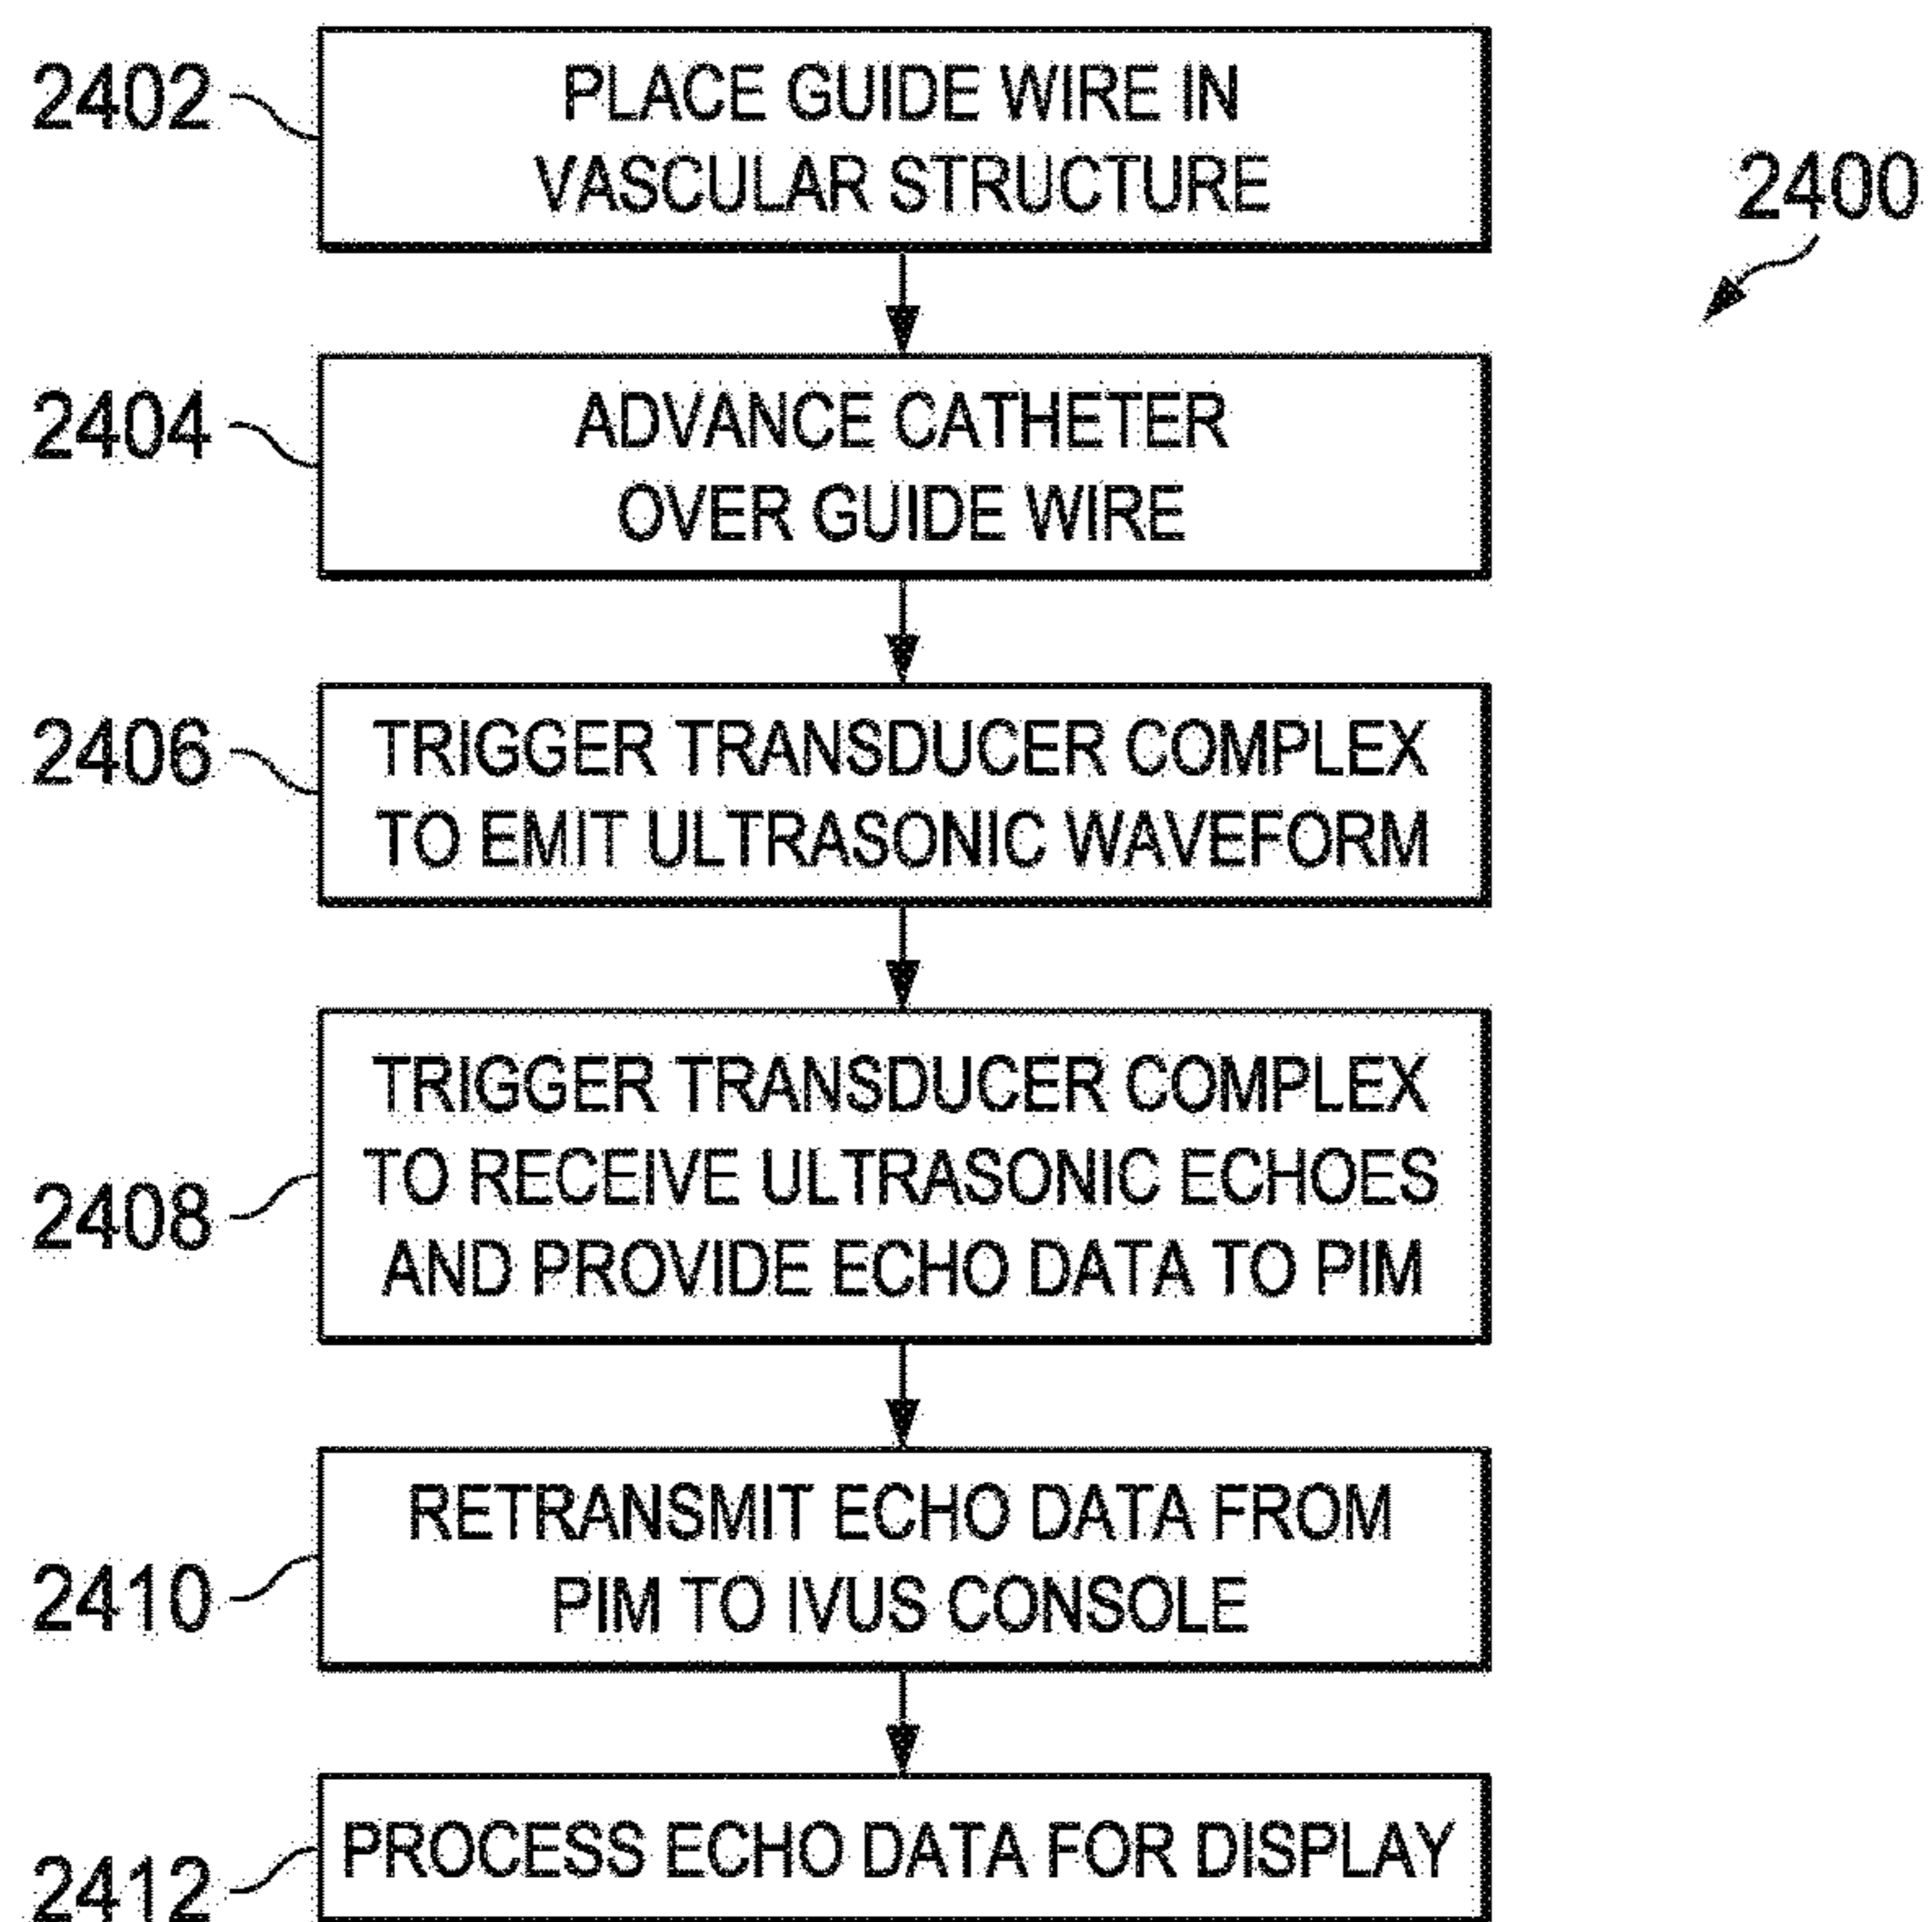 2402
PLACE GUIDE WIRE IN
VASCULAR STRUCTURE
2400
2404
ADVANCE CATHETER
OVER GUIDE WIRE
2406
TRIGGER TRANSDUCER COMPLEX
TO EMIT ULTRASONIC WAVEFORM
2408
TRIGGER TRANSDUCER COMPLEX
TO RECEIVE ULTRASONIC ECHOES
AND PROVIDE ECHO DATA TO PIM
2410
RETRANSMIT ECHO DATA FROM
PIM TO IVUS CONSOLE
2412
PROCESS ECHO DATA FOR DISPLAY